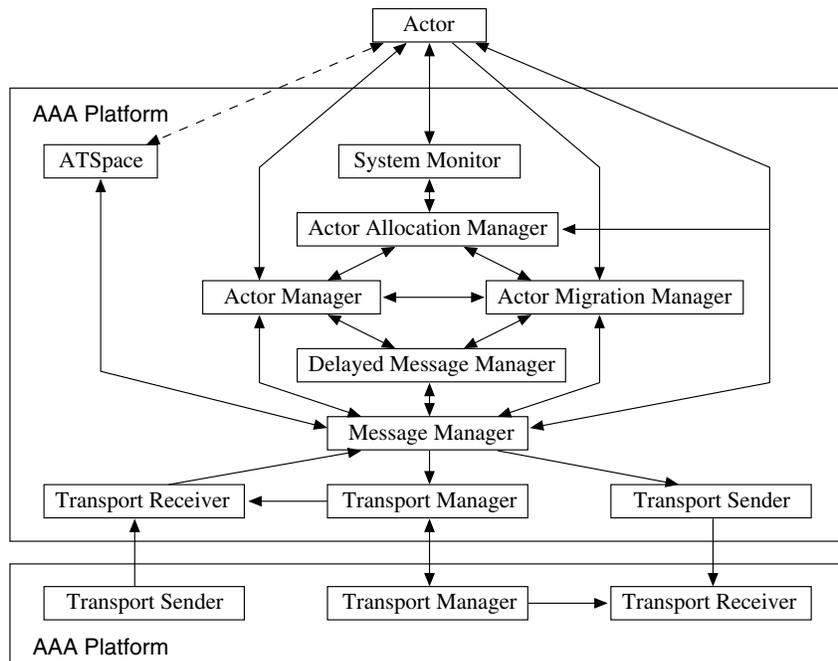 Actor
AAA Platform
ATSpace
System Monitor
Actor Allocation Manager
Actor Manager
Actor Migration Manager
Delayed Message Manager
Message Manager
Transport Receiver
Transport Manager
Transport Sender
Transport Sender
Transport Manager
Transport Receiver
AAA Platform